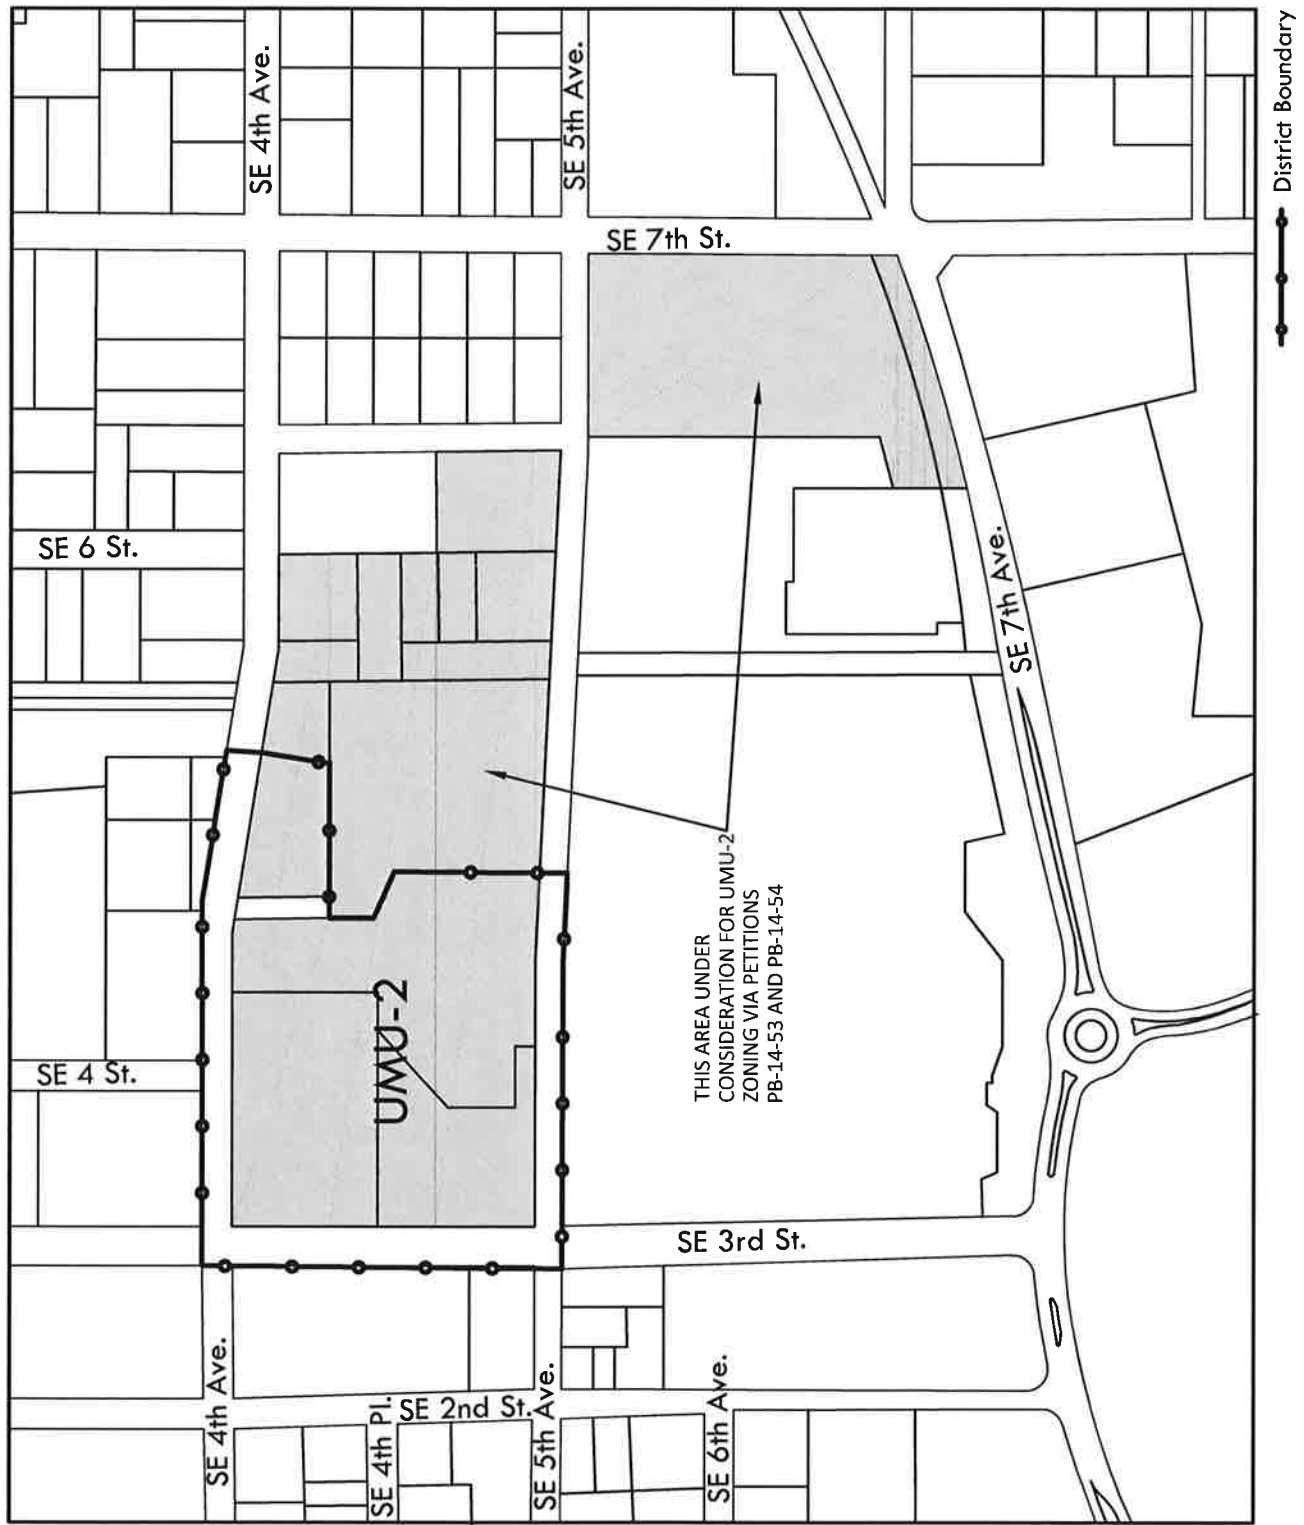 SE 4th Ave.
SE 5th Ave.
SE 7th St.
SE 6 St.
SE 7th Ave.
THIS AREA UNDER
CONSIDERATION FOR UMU-2
ZONING VIA PETITIONS
PB-14-53 AND PB-14-54
UMU-2
SE 4 St.
SE 3rd St.
SE 4th Ave.
SE 4th Pl.
SE 2nd St.
SE 5th Ave.
SE 6th Ave.
District Boundary